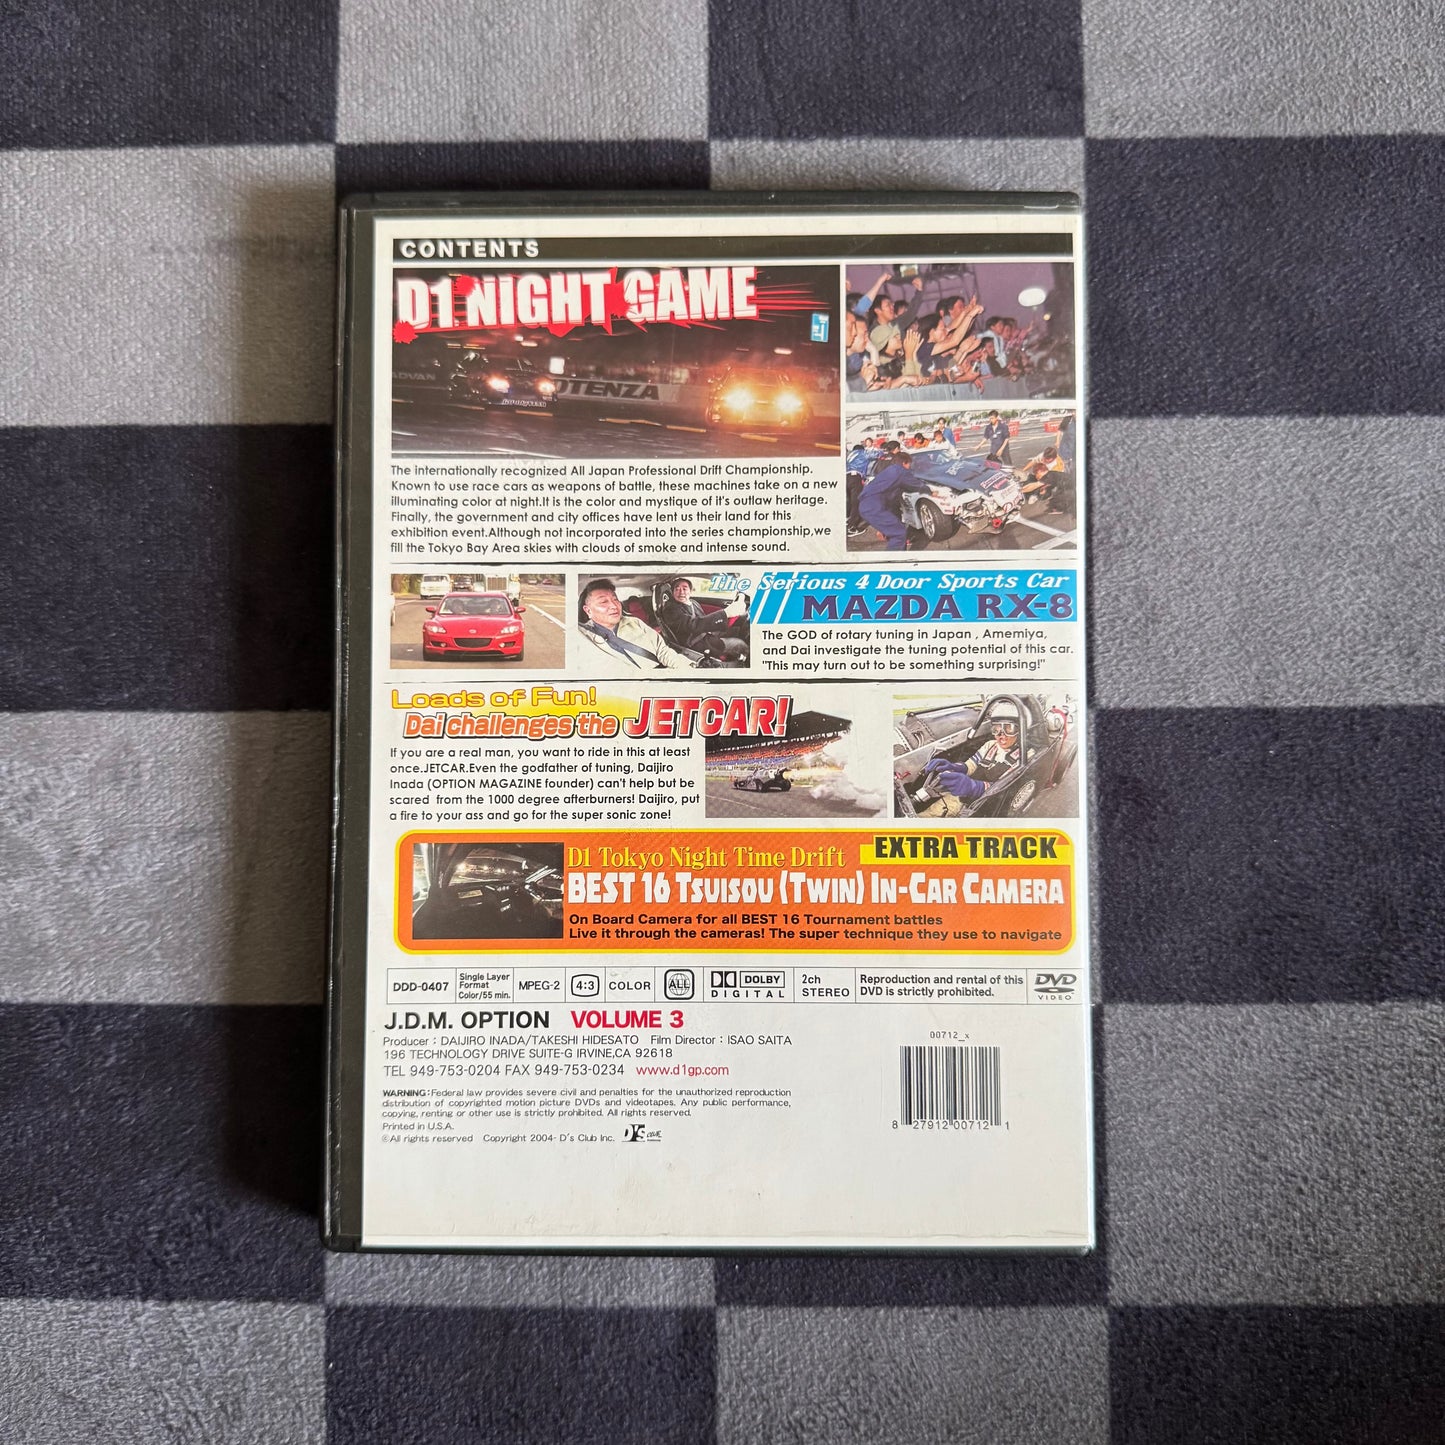 CONTENTS
D1 NIGHT GAME
ADVAN
OTENZA
GOODYEAR
The internationally recognized All Japan Professional Drift Championship.
Known to use race cars as weapons of battle, these machines take on a new
illuminating color at night.It is the color and mystique of it's outlaw heritage.
Finally, the government and city offices have lent us their land for this
exhibition event.Although not incorporated into the series championship,we
fill the Tokyo Bay Area skies with clouds of smoke and intense sound.
The Serious 4 Door Sports Car
MAZDA RX-8
The GOD of rotary tuning in Japan , Amemiya,
and Dai investigate the tuning potential of this car.
"This may turn out to be something surprising!"
Loads of Fun!
Dai challenges the JETCAR!
If you are a real man, you want to ride in this at least
once.JETCAR.Even the godfather of tuning, Daijiro
Inada (OPTION MAGAZINE founder) can't help but be
scared from the 1000 degree afterburners! Daijiro, put
a fire to your ass and go for the super sonic zone!
EXTRA TRACK
D1 Tokyo Night Time Drift
BEST 16 TSUISOU (TWIN) IN-CAR CAMERA
On Board Camera for all BEST 16 Tournament battles
Live it through the cameras! The super technique they use to navigate
DDD-0407
Single Layer
Format
Color/55 min.
MPEG-2
4:3
COLOR
ALL
DOLBY
DIGITAL
2ch
STEREO
Reproduction and rental of this
DVD is strictly prohibited.
DVD
VIDEO
J.D.M. OPTION VOLUME 3
Producer : DAIJIRO INADA/TAKESHI HIDESATO Film Director : ISAO SAITA
196 TECHNOLOGY DRIVE SUITE-G IRVINE,CA 92618
TEL 949-753-0204 FAX 949-753-0234 www.d1gp.com
WARNING:Federal law provides severe civil and penalties for the unauthorized reproduction
distribution of copyrighted motion picture DVDs and videotapes. Any public performance,
copying, renting or other use is strictly prohibited. All rights reserved.
Printed in U.S.A.
©All rights reserved Copyright 2004- D's Club Inc. D's
00712_x
8 27912 00712 1